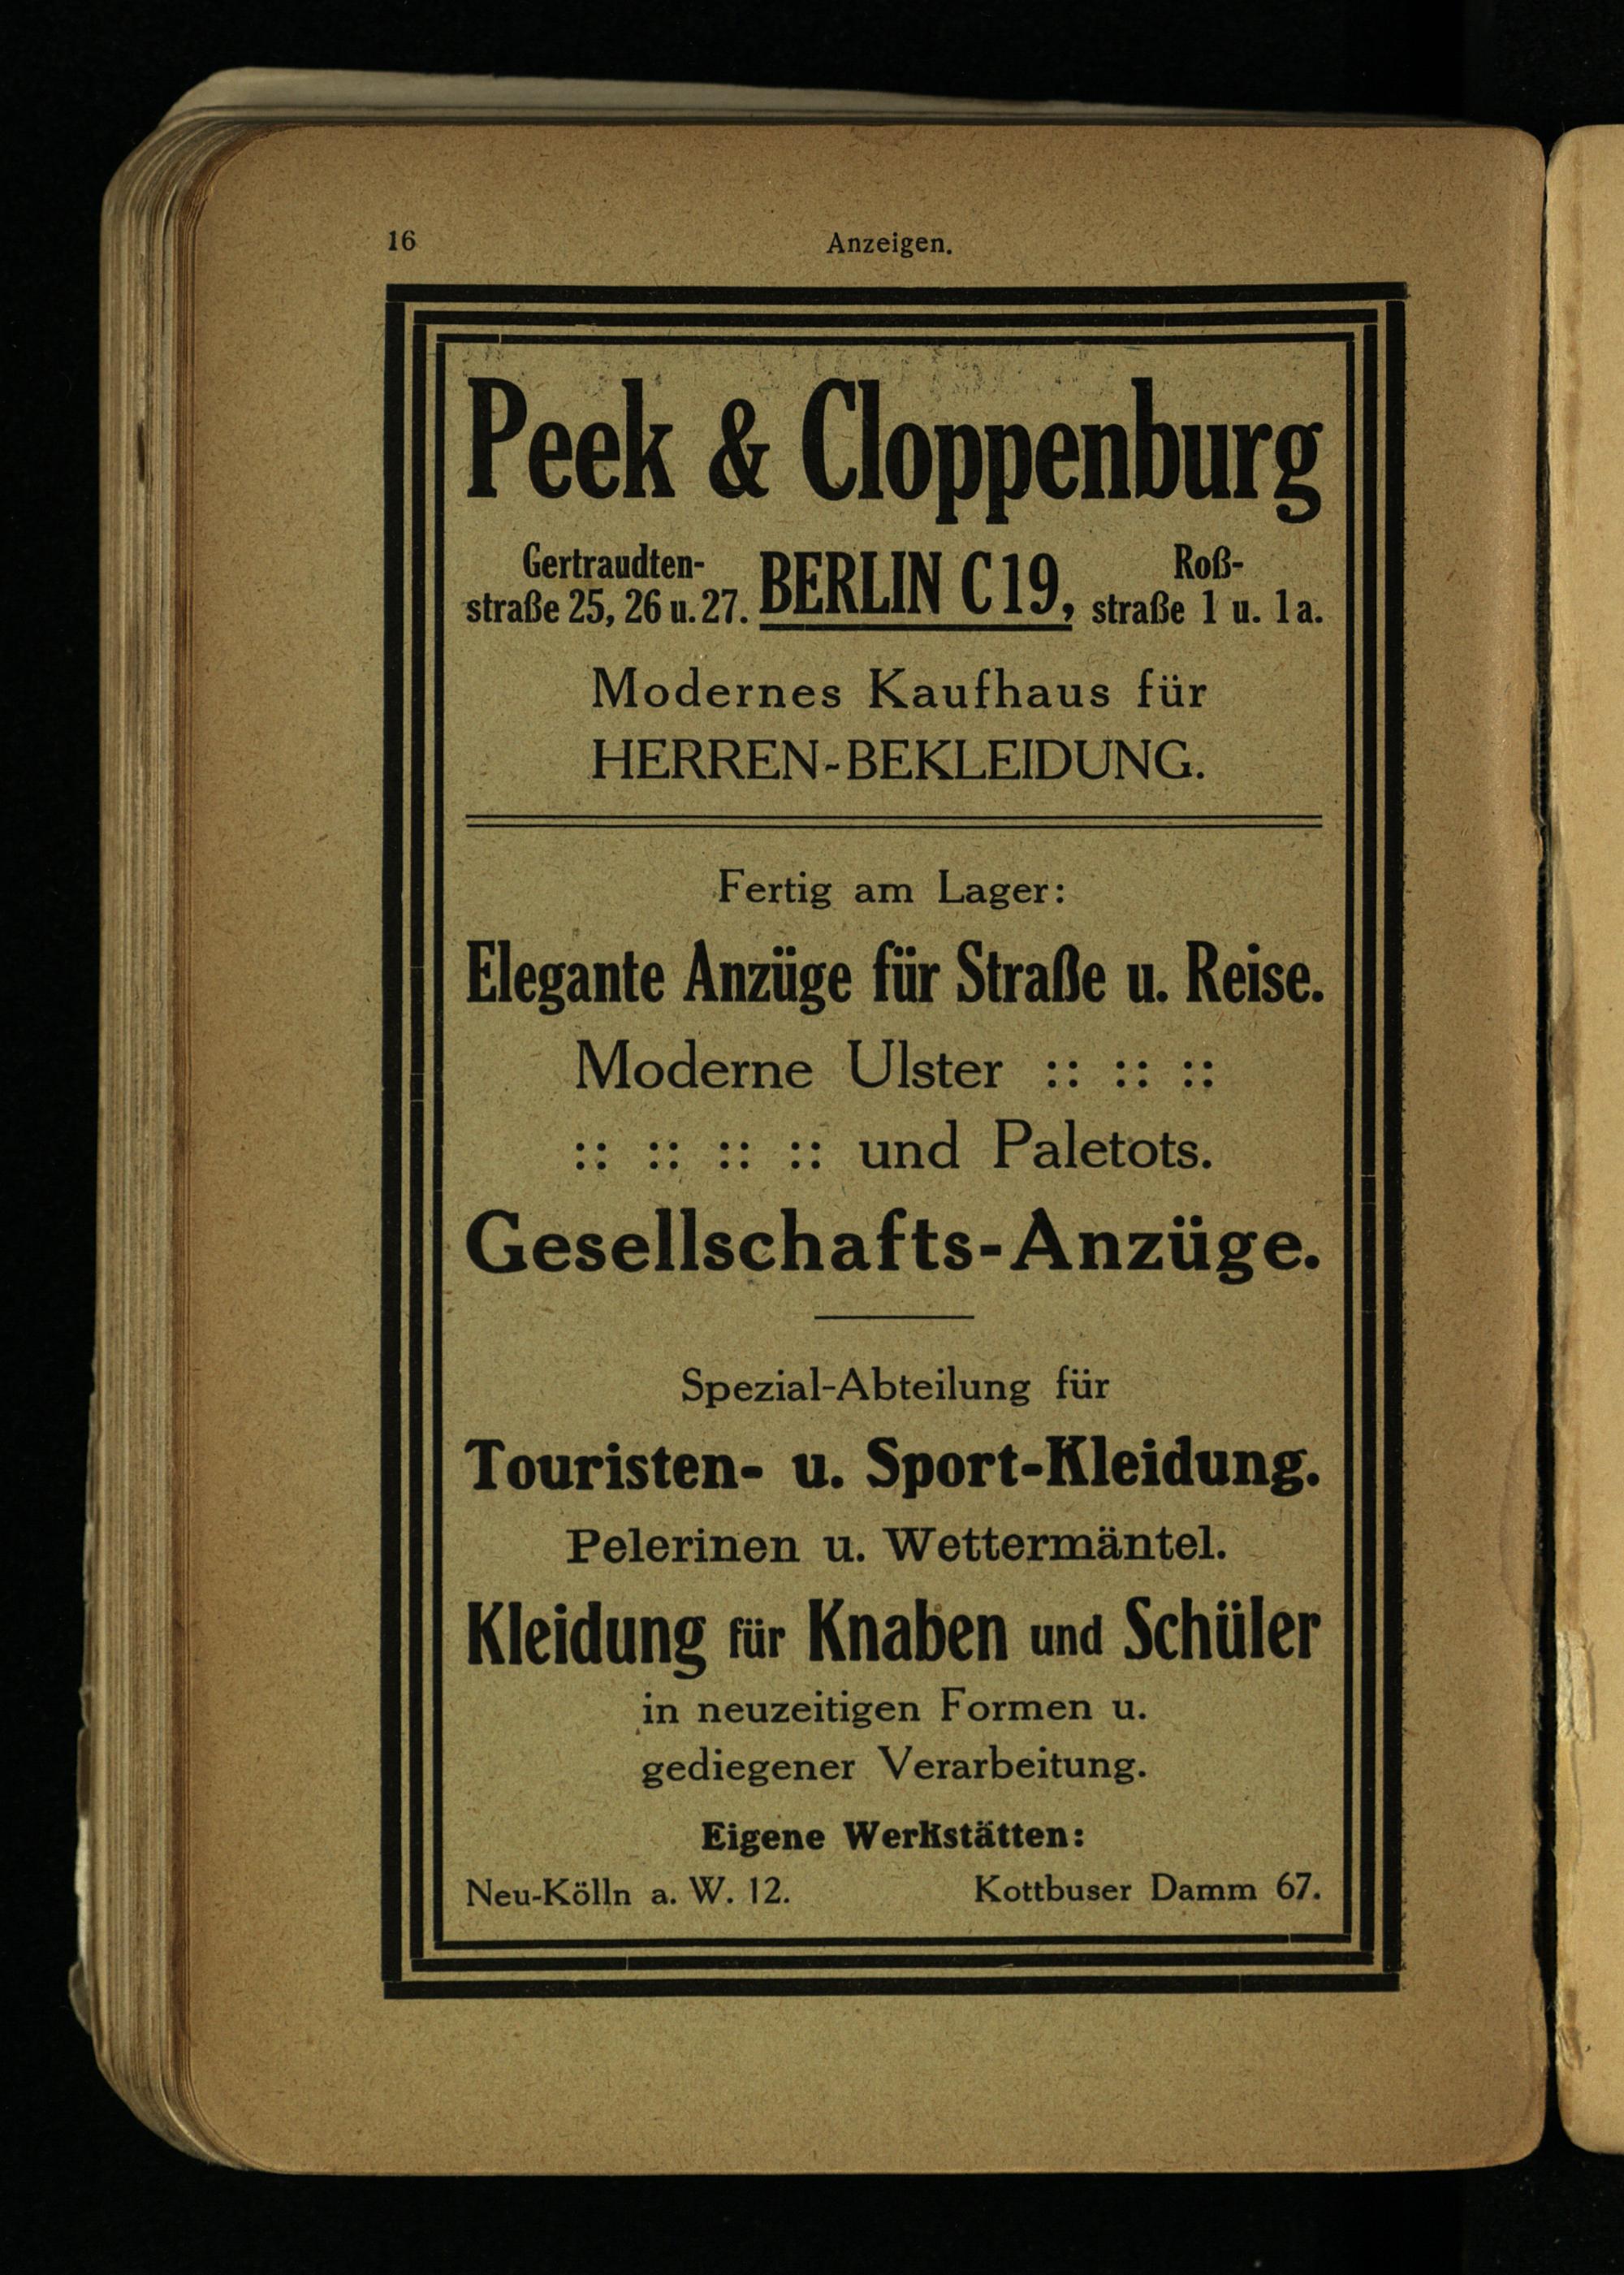 16 Anzeigen.
Peek & Cloppenburg
Gertraudten-
straße 25, 26 u. 27. BERLIN C 19, Roß-
straße 1 u. 1a.
Modernes Kaufhaus für
HERREN-BEKLEIDUNG.
Fertig am Lager:
Elegante Anzüge für Straße u. Reise.
Moderne Ulster :: :: ::
:: :: :: :: und Paletots.
Gesellschafts-Anzüge.
Spezial-Abteilung für
Touristen- u. Sport-Kleidung.
Pelerinen u. Wettermäntel.
Kleidung für Knaben und Schüler
in neuzeitigen Formen u.
gediegener Verarbeitung.
Eigene Werkstätten:
Neu-Kölln a. W. 12. Kottbuser Damm 67.